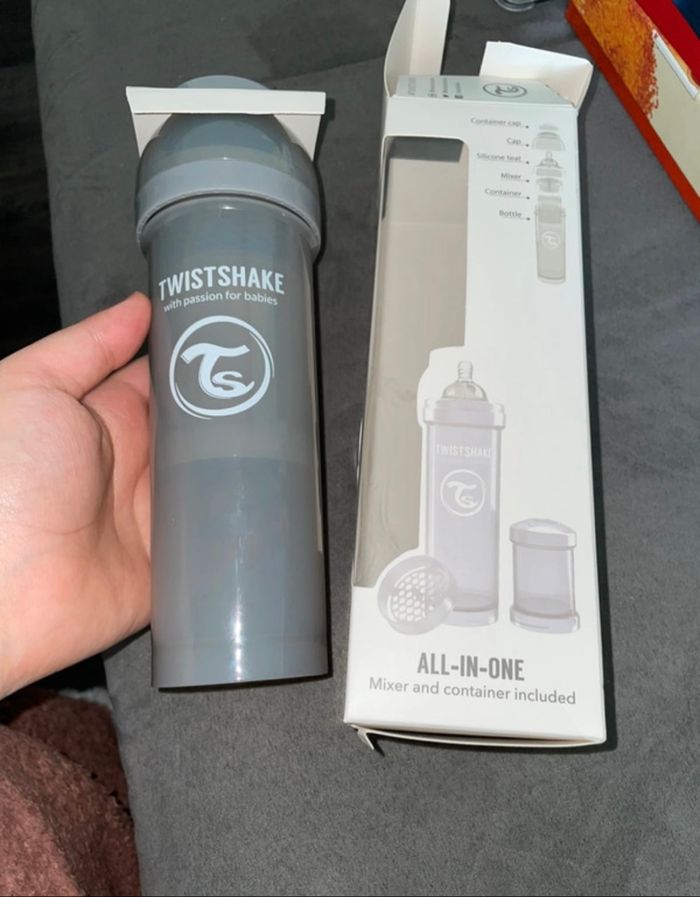 TWISTSHAKE
with passion for babies
TS
Container cap
Cap
Silicone teat
Mixer
Container
Bottle
TWISTSHAKE
TS
ALL-IN-ONE
Mixer and container included